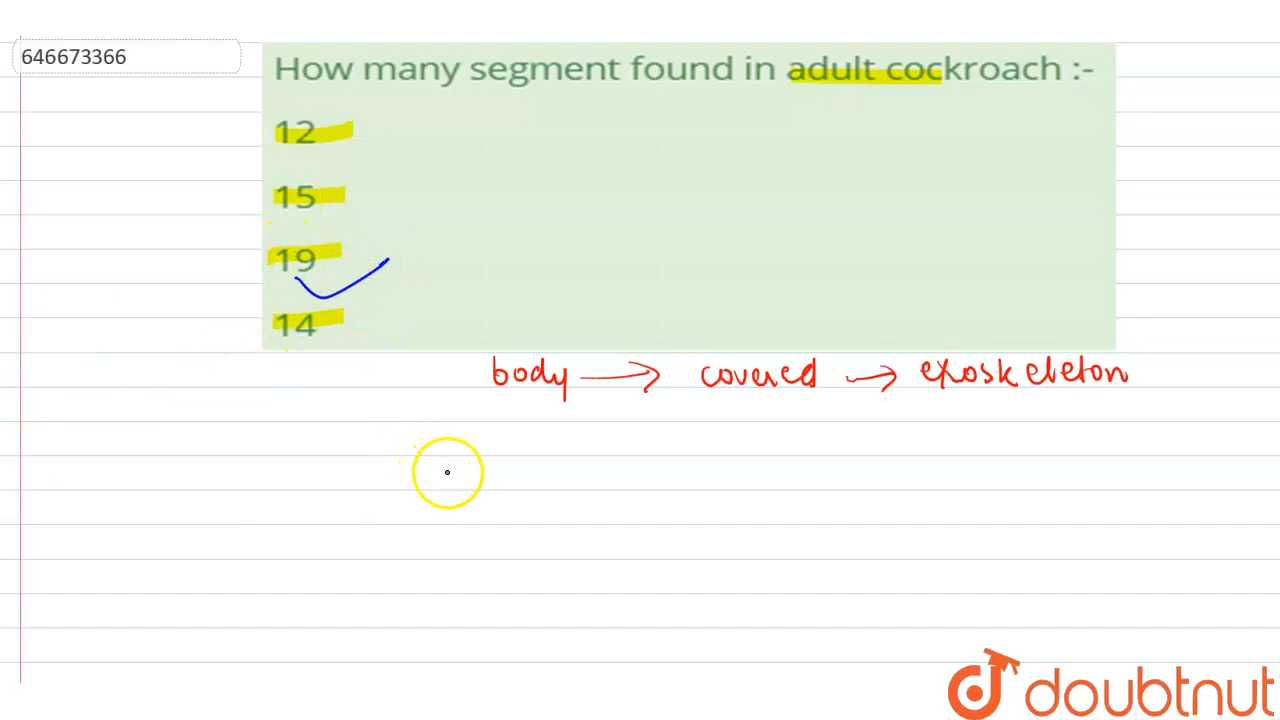 646673366
How many segment found in adult cockroach :-
12
15
19
14
body → covered → exoskeleton
doubtnut